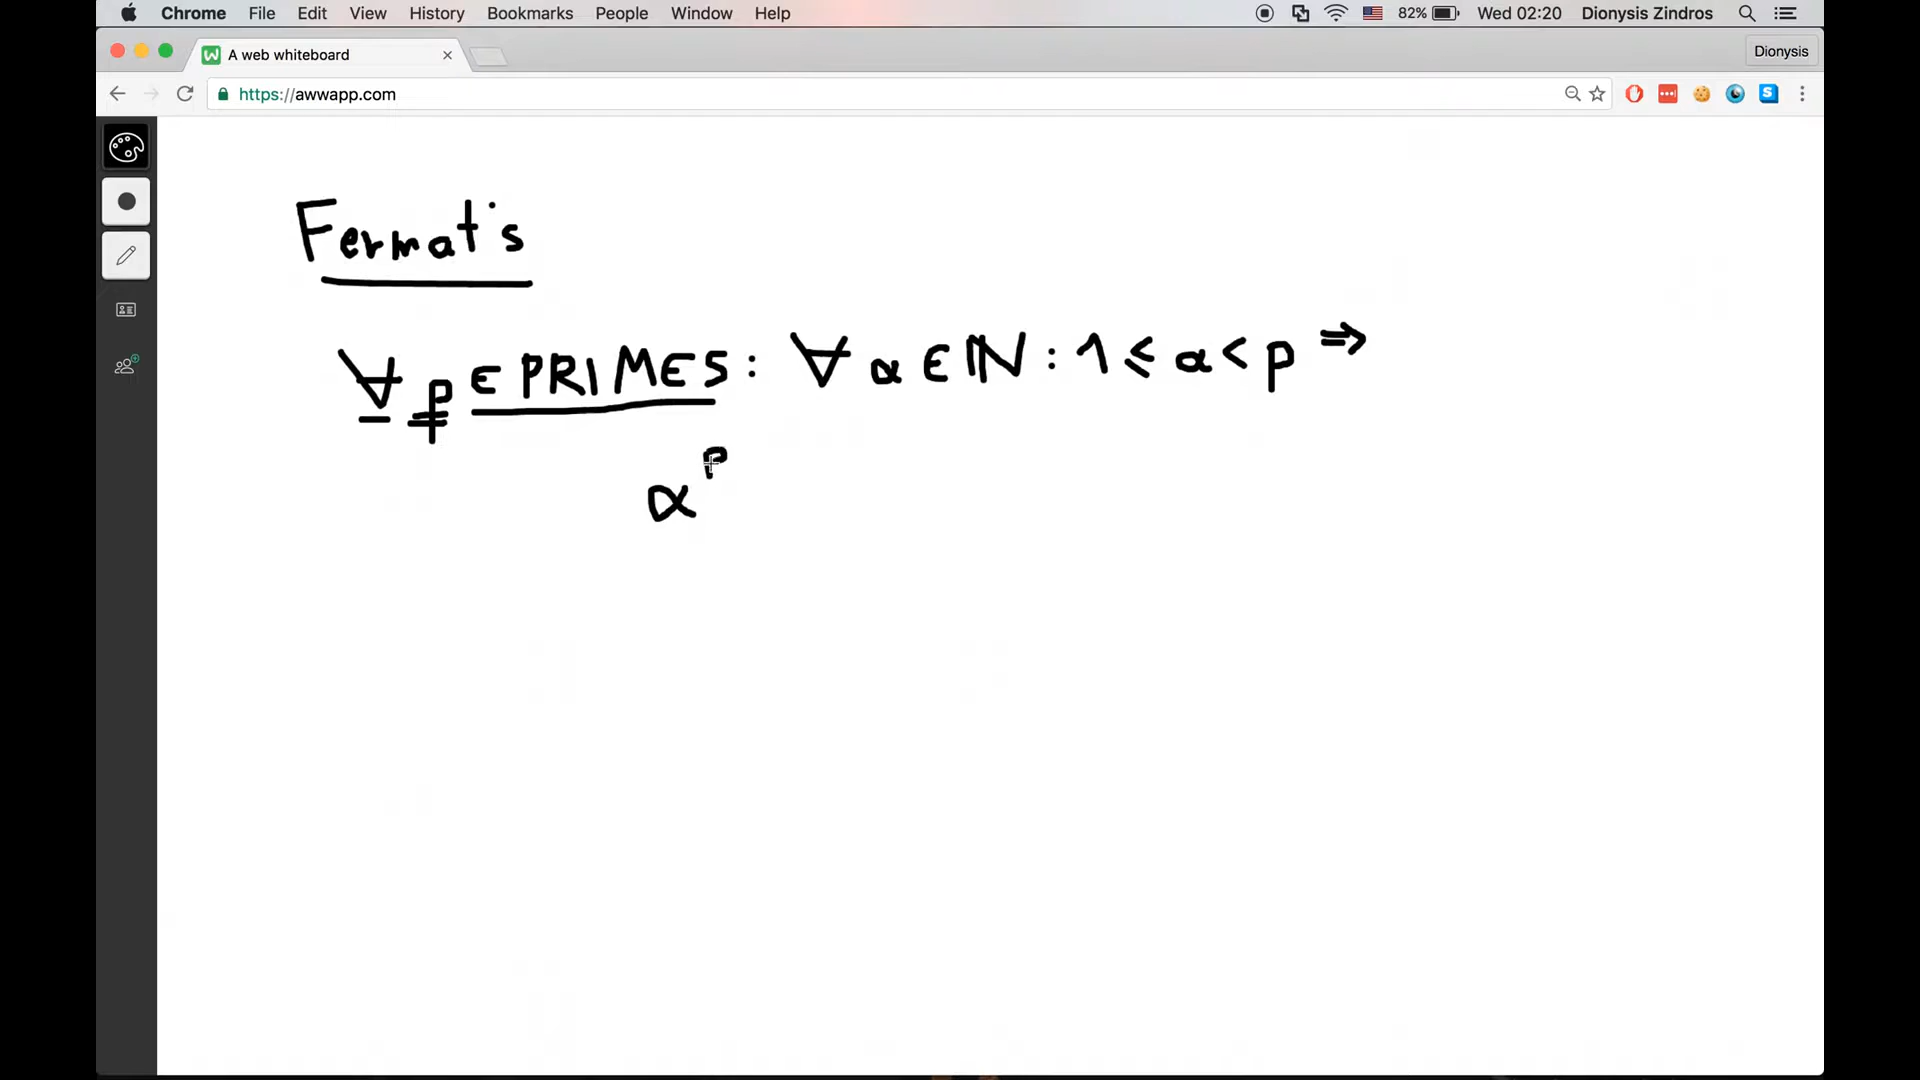 Chrome File Edit View History Bookmarks People Window Help 82% Wed 02:20 Dionysis Zindros
A web whiteboard Dionysis
https://awwapp.com
Fermat's
∀ p ∈ PRIMES: ∀ α ∈ ℕ: 1 ≤ α < p ⇒
α^p